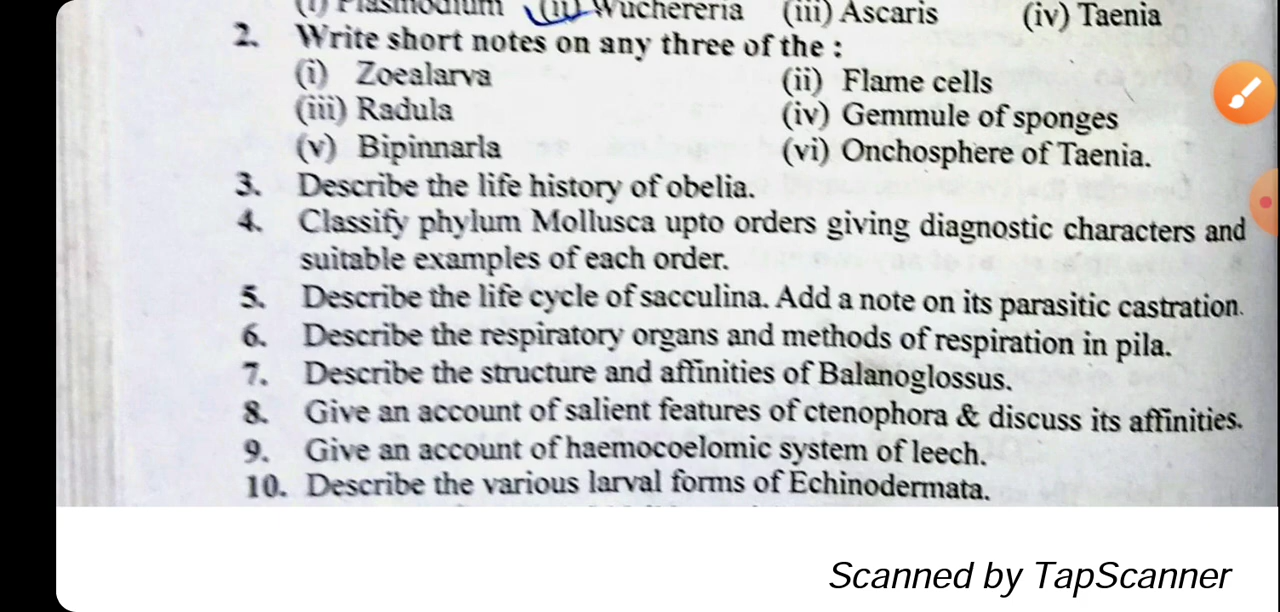 (i) Plasmodium (ii) Wuchereria (iii) Ascaris (iv) Taenia
2. Write short notes on any three of the :
(i) Zoealarva (ii) Flame cells
(iii) Radula (iv) Gemmule of sponges
(v) Bipinnarla (vi) Onchosphere of Taenia.
3. Describe the life history of obelia.
4. Classify phylum Mollusca upto orders giving diagnostic characters and
suitable examples of each order.
5. Describe the life cycle of sacculina. Add a note on its parasitic castration.
6. Describe the respiratory organs and methods of respiration in pila.
7. Describe the structure and affinities of Balanoglossus.
8. Give an account of salient features of ctenophora & discuss its affinities.
9. Give an account of haemocoelomic system of leech.
10. Describe the various larval forms of Echinodermata.
Scanned by TapScanner